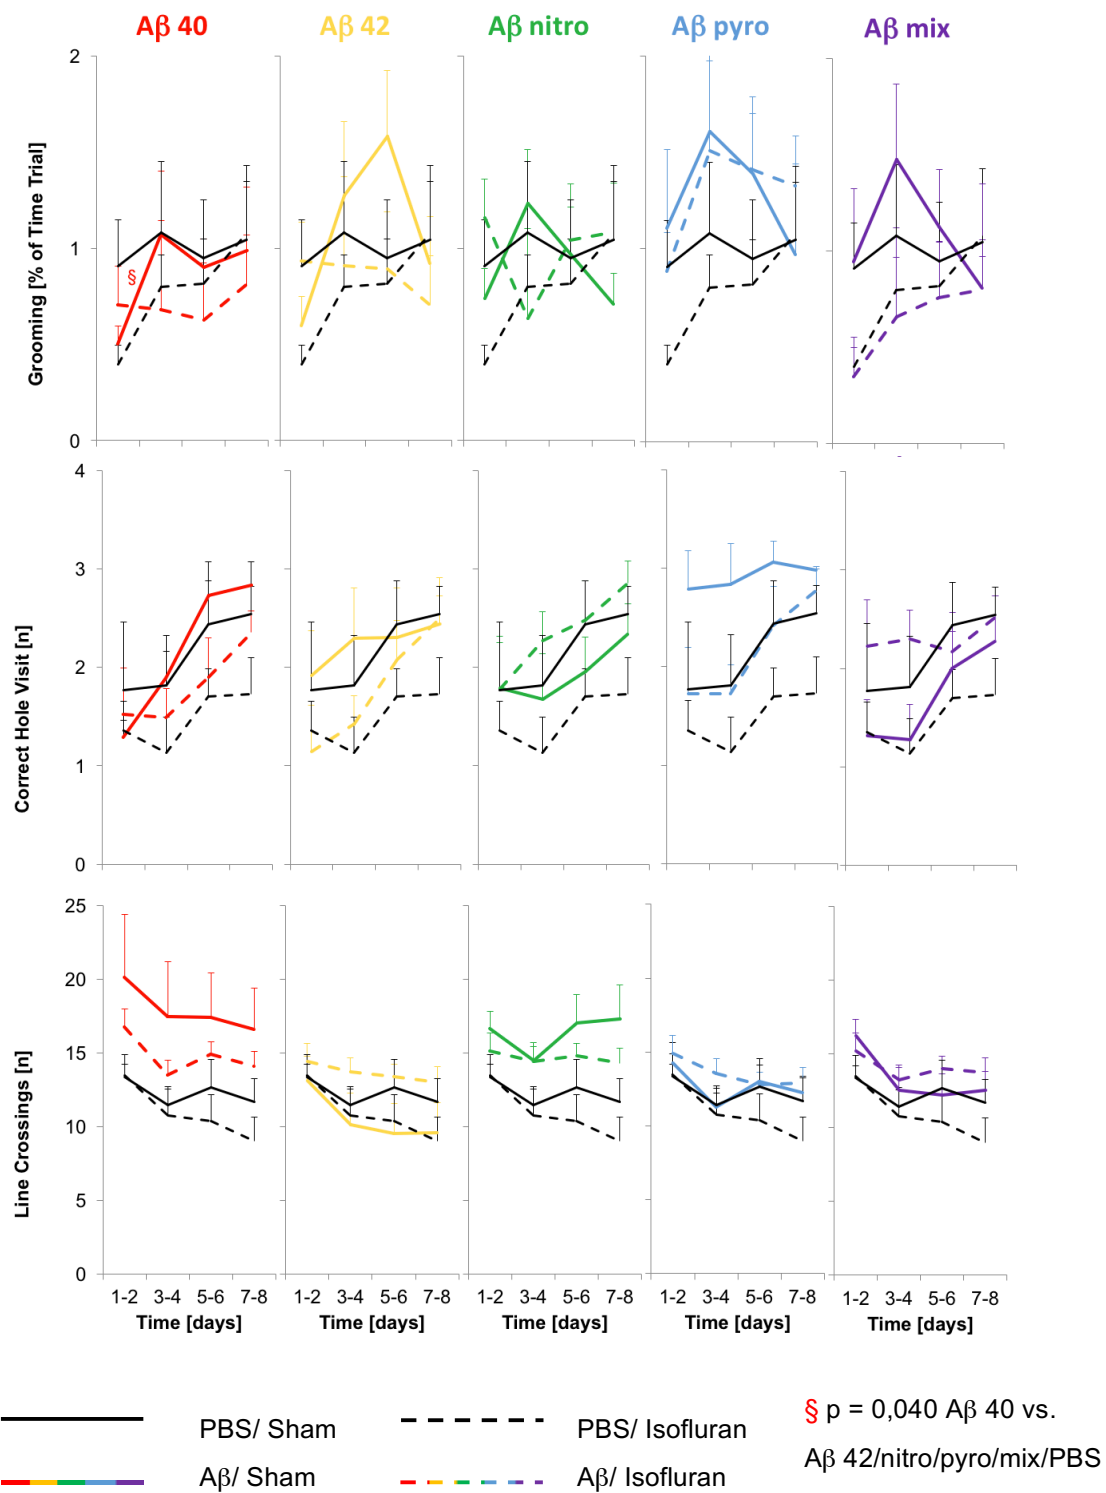 Aβ 40 Aβ 42 Aβ nitro Aβ pyro Aβ mix
Grooming [% of Time Trial]
2
1
0
§
Correct Hole Visit [n]
4
3
2
1
0
Line Crossings [n]
25
20
15
10
5
0
1-2 3-4 5-6 7-8 1-2 3-4 5-6 7-8 1-2 3-4 5-6 7-8 1-2 3-4 5-6 7-8 1-2 3-4 5-6 7-8
Time [days] Time [days] Time [days] Time [days] Time [days]
PBS/ Sham PBS/ Isofluran § p = 0,040 Aβ 40 vs.
Aβ/ Sham Aβ/ Isofluran Aβ 42/nitro/pyro/mix/PBS